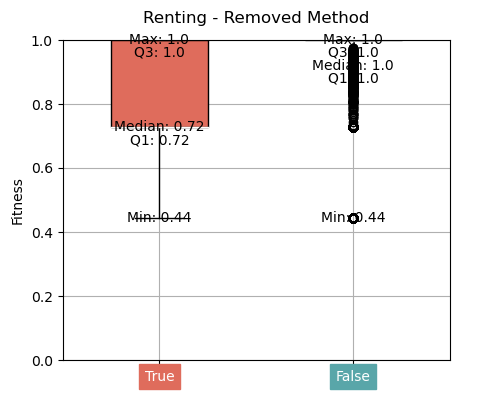 Renting - Removed Method
Max: 1.0
Q3: 1.0
Median: 0.72
Q1: 0.72
Min: 0.44
Max: 1.0
Q3: 1.0
Median: 1.0
Q1: 1.0
Min: 0.44
1.0
0.8
0.6
0.4
0.2
0.0
Fitness
True
False